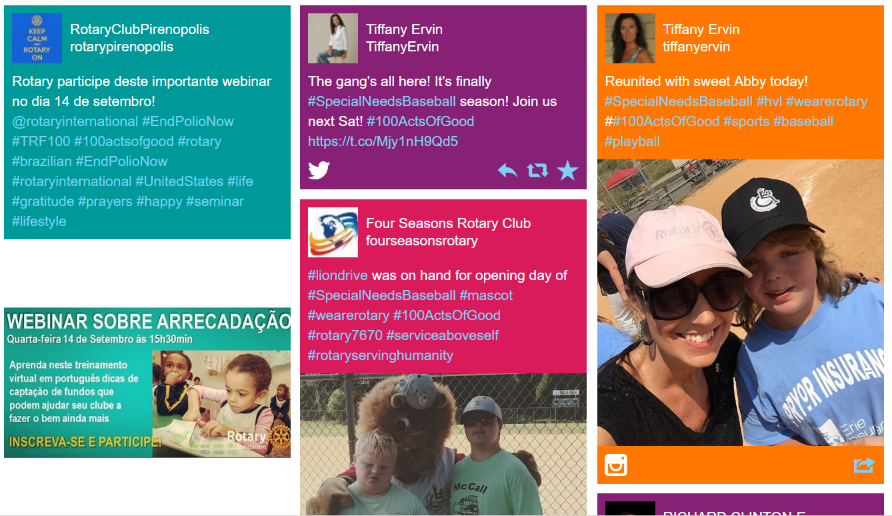 KEEP
CALM
AND
ROTARY
ON
RotaryClubPirenopolis
rotarypirenopolis
Rotary participe deste importante webinar
no dia 14 de setembro!
@rotaryinternational #EndPolioNow
#TRF100 #100actsofgood #rotary
#brazilian #EndPolioNow
#rotaryinternational #UnitedStates #life
#gratitude #prayers #happy #seminar
#lifestyle
WEBINAR SOBRE ARRECADAÇÃO
Quarta-feira 14 de Setembro às 15h30min
Aprenda neste treinamento
virtual em português dicas de
captação de fundos que
podem ajudar seu clube a
fazer o bem ainda mais
INSCREVA-SE E PARTICIPE!
Rotary
Foundation
Tiffany Ervin
TiffanyErvin
The gang's all here! It's finally
#SpecialNeedsBaseball season! Join us
next Sat! #100ActsOfGood
https://t.co/Mjy1nH9Qd5
Four Seasons Rotary Club
fourseasonsrotary
#liondrive was on hand for opening day of
#SpecialNeedsBaseball #mascot
#wearerotary #100ActsOfGood
#rotary7670 #serviceaboveself
#rotaryservinghumanity
McCall
Tiffany Ervin
tiffanyervin
Reunited with sweet Abby today!
#SpecialNeedsBaseball #hvl #wearerotary
##100ActsOfGood #sports #baseball
#playball
Rotary
PRYOR INSURANC
Erie
Insuran
RICHARD CLINTON E